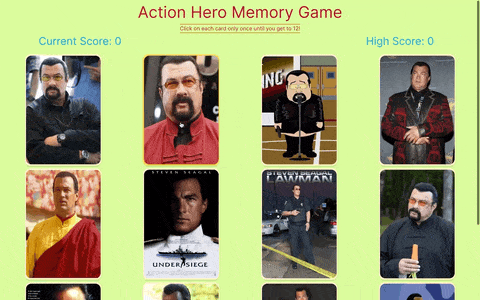 Action Hero Memory Game
Click on each card only once until you get to 12!
Current Score: 0
High Score: 0
STEVEN SEAGAL
UNDER SIEGE
STEVEN SEAGAL
LAWMAN